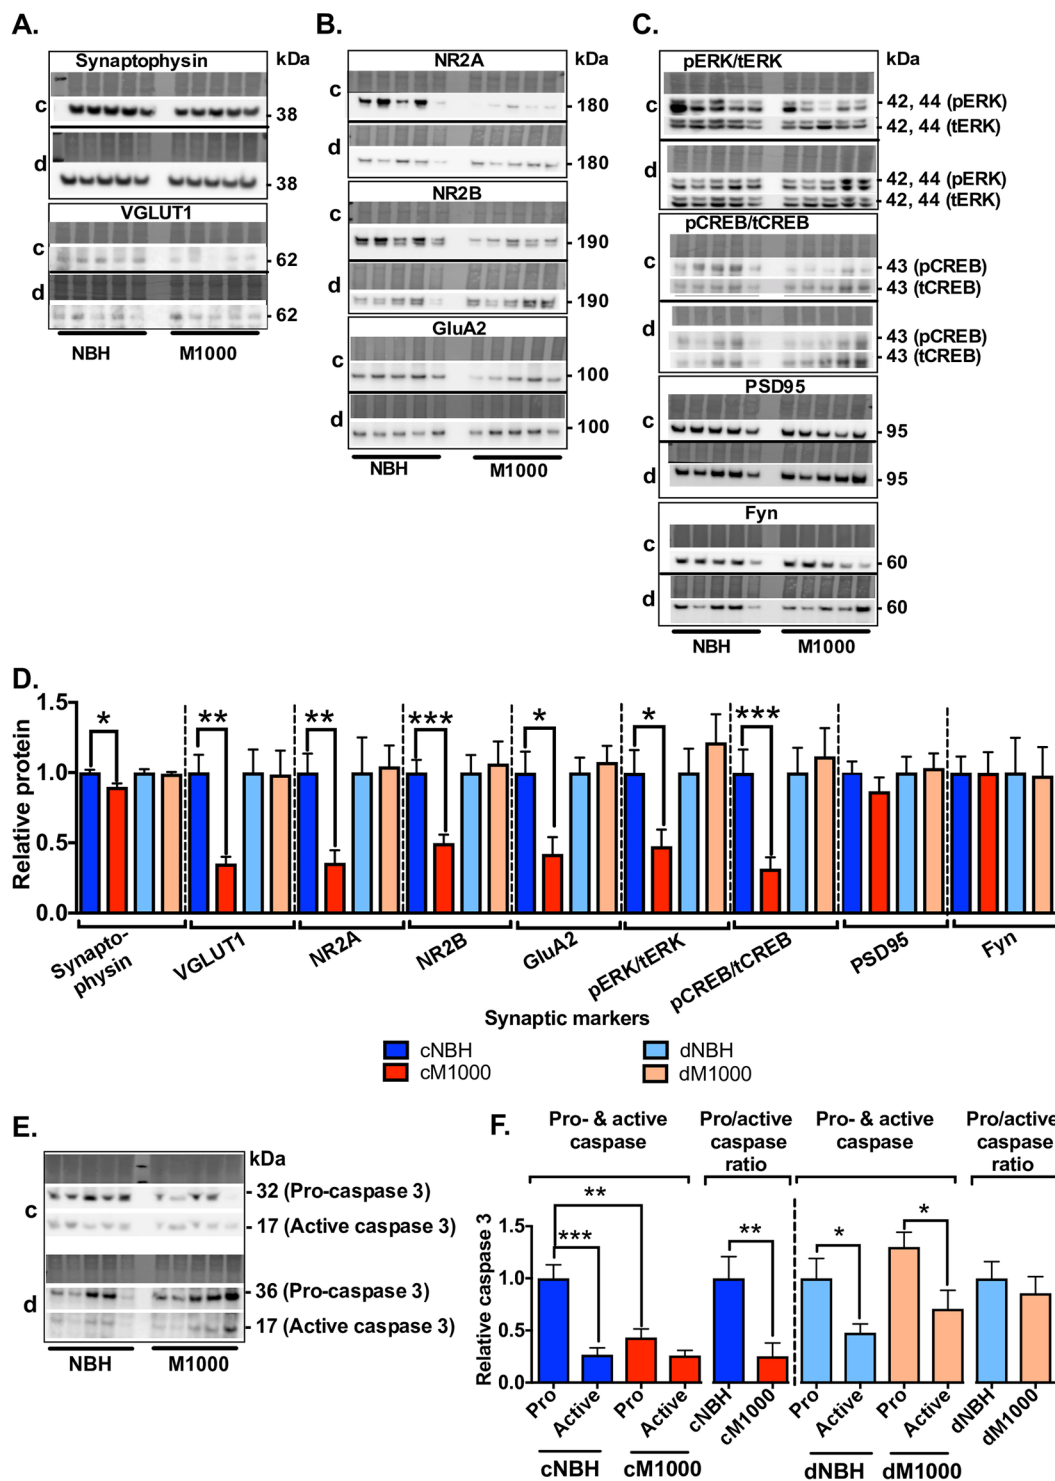 A.
Synaptophysin
kDa
c
38
d
38
VGLUT1
c
62
d
62
NBH
M1000
B.
NR2A
kDa
c
180
d
180
NR2B
c
190
d
190
GluA2
c
100
d
100
NBH
M1000
C.
pERK/tERK
kDa
c
42, 44 (pERK)
42, 44 (tERK)
d
42, 44 (pERK)
42, 44 (tERK)
pCREB/tCREB
c
43 (pCREB)
43 (tCREB)
d
43 (pCREB)
43 (tCREB)
PSD95
c
95
d
95
Fyn
c
60
d
60
NBH
M1000
D.
Relative protein
1.5
1.0
0.5
0.0
*
**
**
***
*
*
***
Synapto-
physin
VGLUT1
NR2A
NR2B
GluA2
pERK/tERK
pCREB/tCREB
PSD95
Fyn
Synaptic markers
cNBH
dNBH
cM1000
dM1000
E.
kDa
c
32 (Pro-caspase 3)
17 (Active caspase 3)
d
36 (Pro-caspase 3)
17 (Active caspase 3)
NBH
M1000
F.
Pro- & active
caspase
Pro/active
caspase
ratio
Pro- & active
caspase
Pro/active
caspase
ratio
Relative caspase 3
1.5
1.0
0.5
0.0
***
**
**
*
*
Pro
Active
Pro
Active
cNBH
cM1000
Pro
Active
Pro
Active
dNBH
dM1000
cNBH
cM1000
dNBH
dM1000